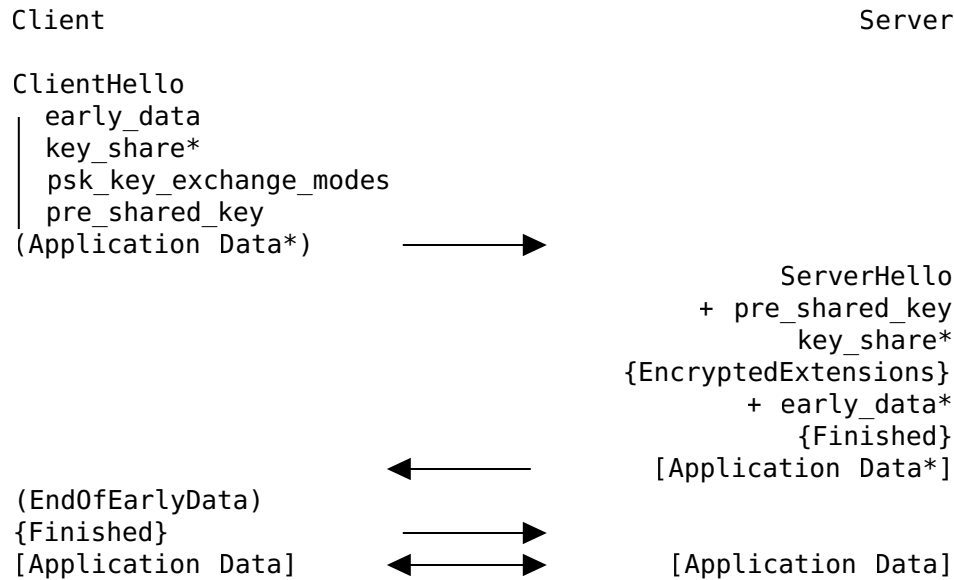 Client Server
ClientHello
early_data
key_share*
psk_key_exchange_modes
pre_shared_key
(Application Data*)
ServerHello
+ pre_shared_key
key_share*
{EncryptedExtensions}
+ early_data*
{Finished}
[Application Data*]
(EndOfEarlyData)
{Finished}
[Application Data] [Application Data]